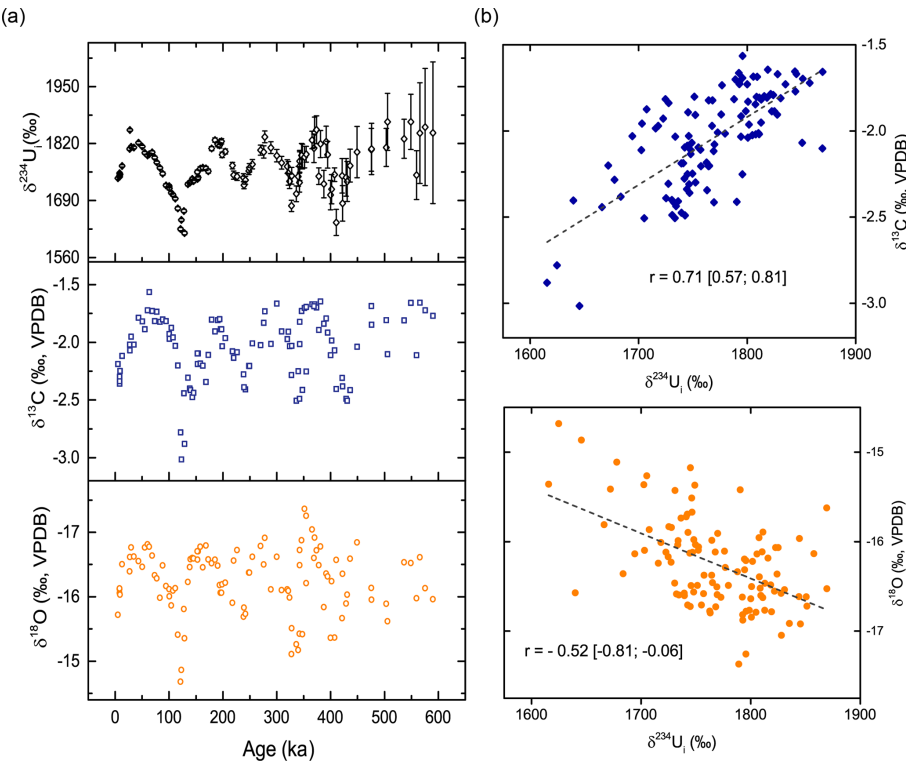 (a)
(b)
1950
1820
1690
1560
δ²³⁴Uᵢ(‰)
-1.5
-2.0
-2.5
-3.0
δ¹³C (‰, VPDB)
-17
-16
-15
δ¹⁸O (‰, VPDB)
0 100 200 300 400 500 600
Age (ka)
-1.5
-2.0
-2.5
-3.0
δ¹³C (‰, VPDB)
r = 0.71 [0.57; 0.81]
1600 1700 1800 1900
δ²³⁴Uᵢ (‰)
-15
-16
-17
δ¹⁸O (‰, VPDB)
r = - 0.52 [-0.81; -0.06]
1600 1700 1800 1900
δ²³⁴Uᵢ (‰)